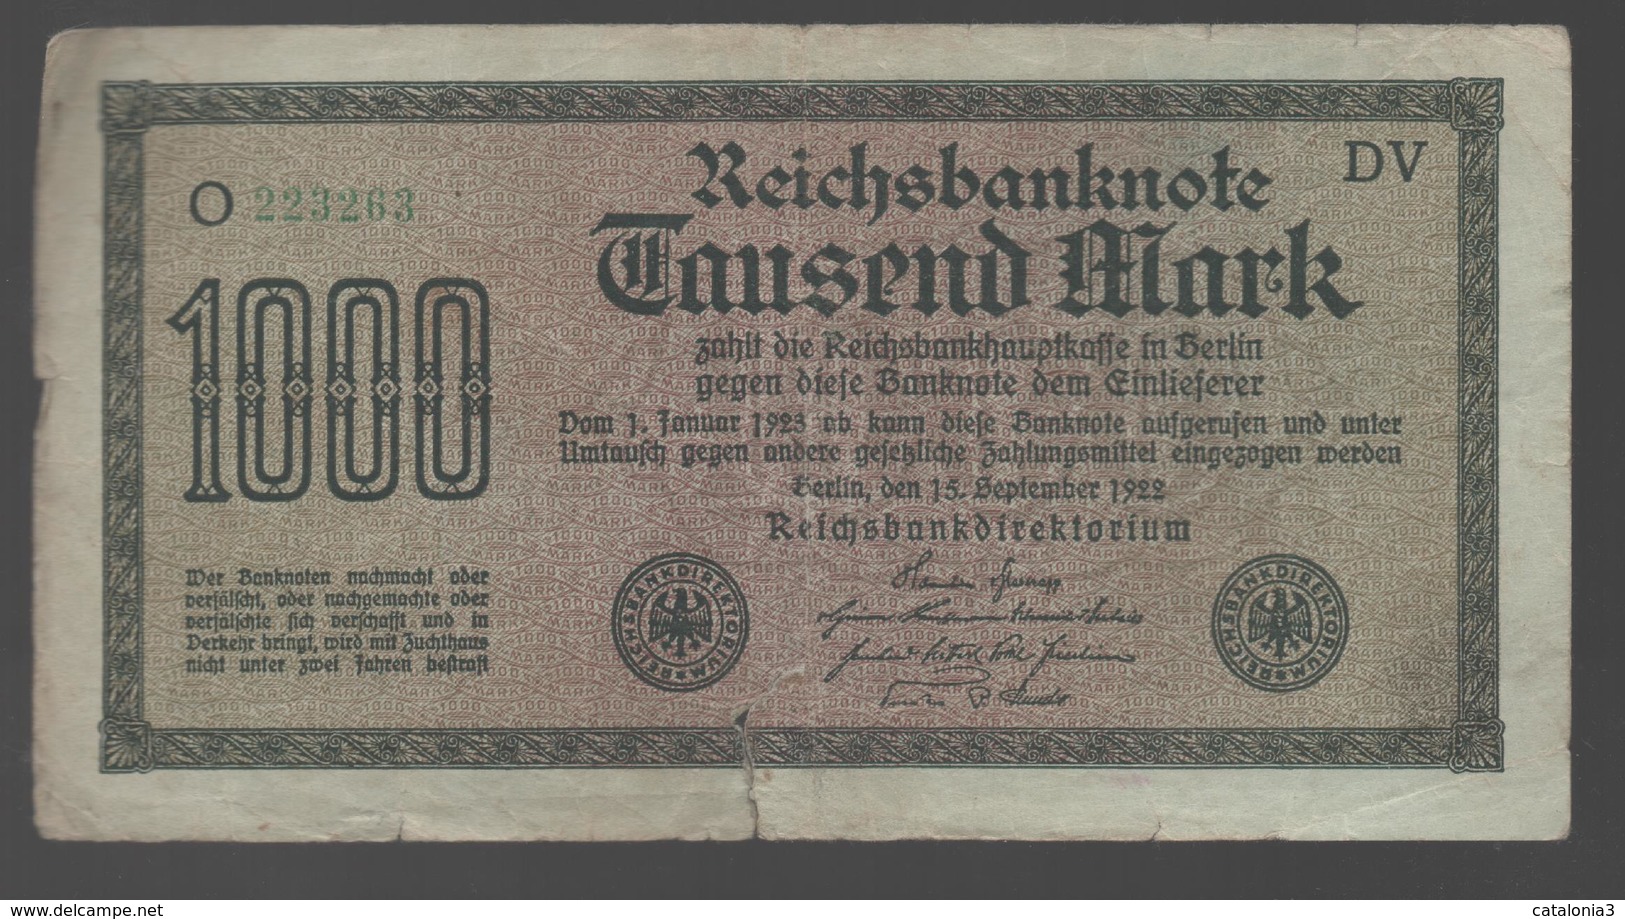 O 223263
DV
Reichsbanknote
Tausend Mark
1000
zahlt die Reichsbankhauptkasse in Berlin
gegen diese Banknote dem Einlieferer
Vom 1. Januar 1923 ab kann diese Banknote aufgerufen und unter
Umtausch gegen andere gesetzliche Zahlungsmittel eingezogen werden
Berlin, den 15. September 1922
Reichsbankdirektorium
Wer Banknoten nachmacht oder
verfälscht, oder nachgemachte oder
verfälschte sich verschafft und in
Verkehr bringt, wird mit Zuchthaus
nicht unter zwei Jahren bestraft
REICHSBANKDIREKTORIUM
REICHSBANKDIREKTORIUM
www.delcampe.net
catalonia3